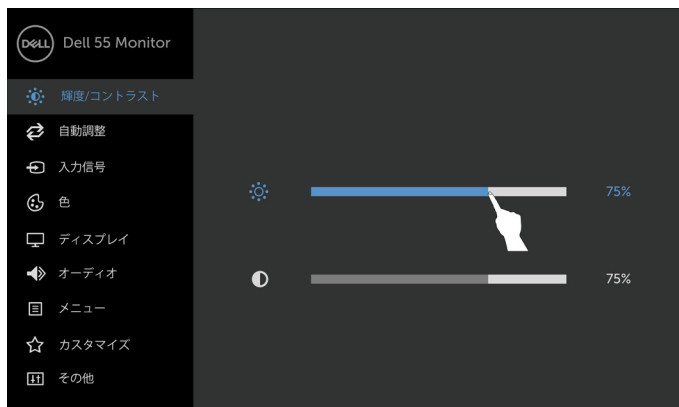 DELL
Dell 55 Monitor
輝度/コントラスト
自動調整
入力信号
色
ディスプレイ
オーディオ
メニュー
カスタマイズ
その他
75%
75%